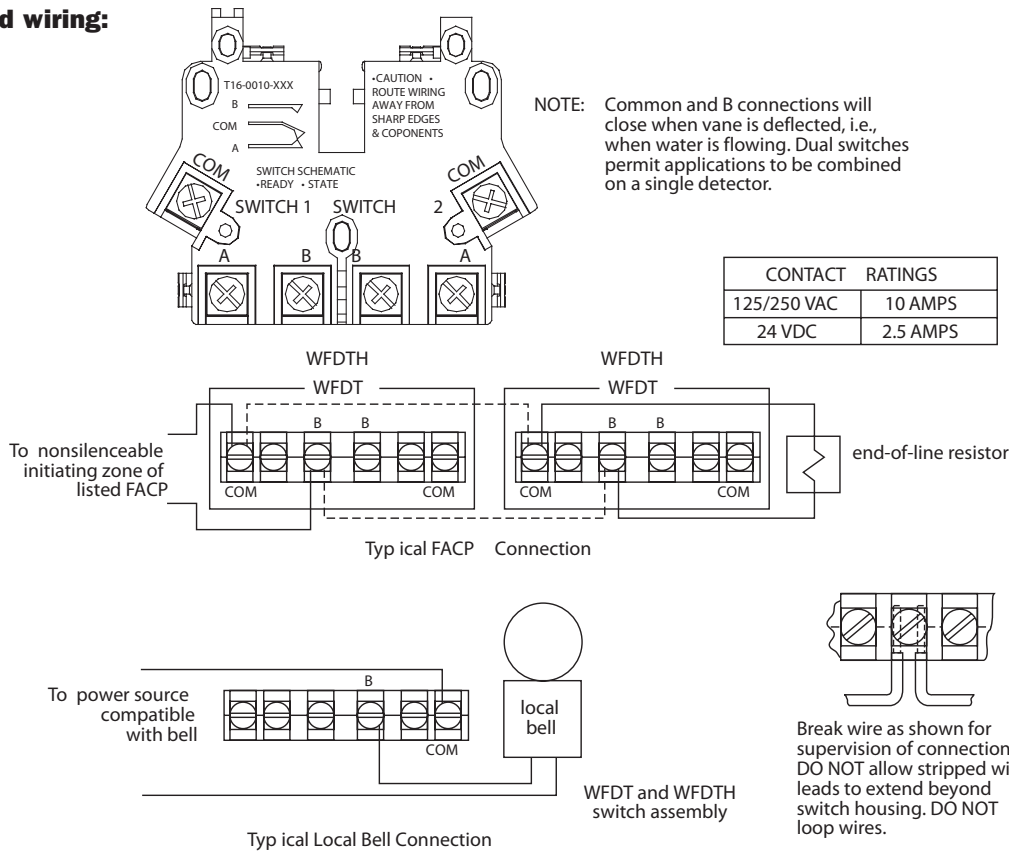 d wiring:
T16-0010-XXX
B
COM
A
•CAUTION •
ROUTE WIRING
AWAY FROM
SHARP EDGES
& COPONENTS
SWITCH SCHEMATIC
•READY • STATE
COM
COM
SWITCH 1 SWITCH 2
A B B A
NOTE: Common and B connections will
close when vane is deflected, i.e.,
when water is flowing. Dual switches
permit applications to be combined
on a single detector.
CONTACT RATINGS
125/250 VAC 10 AMPS
24 VDC 2.5 AMPS
WFDTH
WFDT
B B
COM COM
WFDTH
WFDT
B B
COM COM
To nonsilenceable
initiating zone of
listed FACP
end-of-line resistor
Typ ical FACP Connection
To power source
compatible
with bell
B
COM
local
bell
WFDT and WFDTH
switch assembly
Typ ical Local Bell Connection
Break wire as shown for
supervision of connection
DO NOT allow stripped wi
leads to extend beyond
switch housing. DO NOT
loop wires.